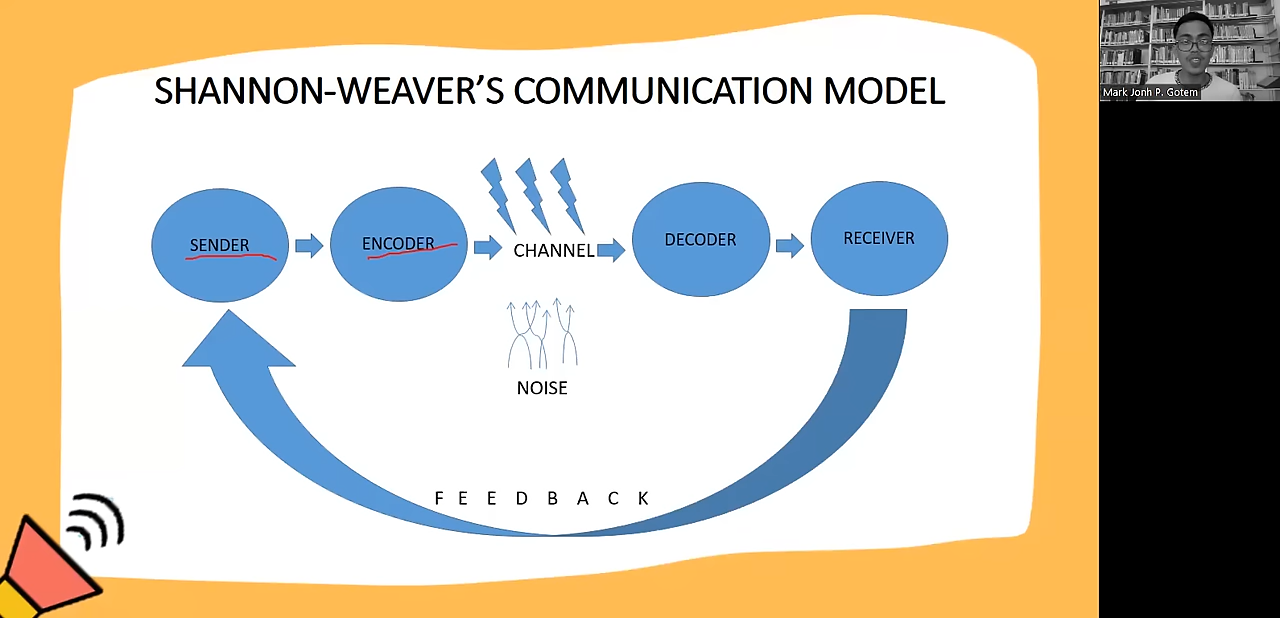 SHANNON-WEAVER'S COMMUNICATION MODEL
SENDER
ENCODER
CHANNEL
DECODER
RECEIVER
NOISE
F E E D B A C K
Mark Jonh P. Gotem